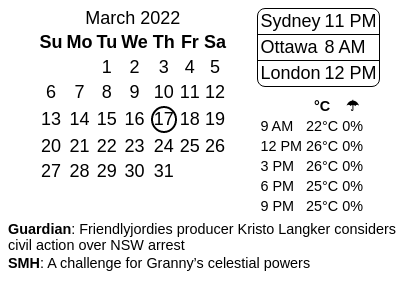 March 2022
Su Mo Tu We Th Fr Sa
1 2 3 4 5
6 7 8 9 10 11 12
13 14 15 16 17 18 19
20 21 22 23 24 25 26
27 28 29 30 31
Sydney 11 PM
Ottawa 8 AM
London 12 PM
°C ☂
9 AM 22°C 0%
12 PM 26°C 0%
3 PM 26°C 0%
6 PM 25°C 0%
9 PM 25°C 0%
Guardian: Friendlyjordies producer Kristo Langker considers
civil action over NSW arrest
SMH: A challenge for Granny's celestial powers